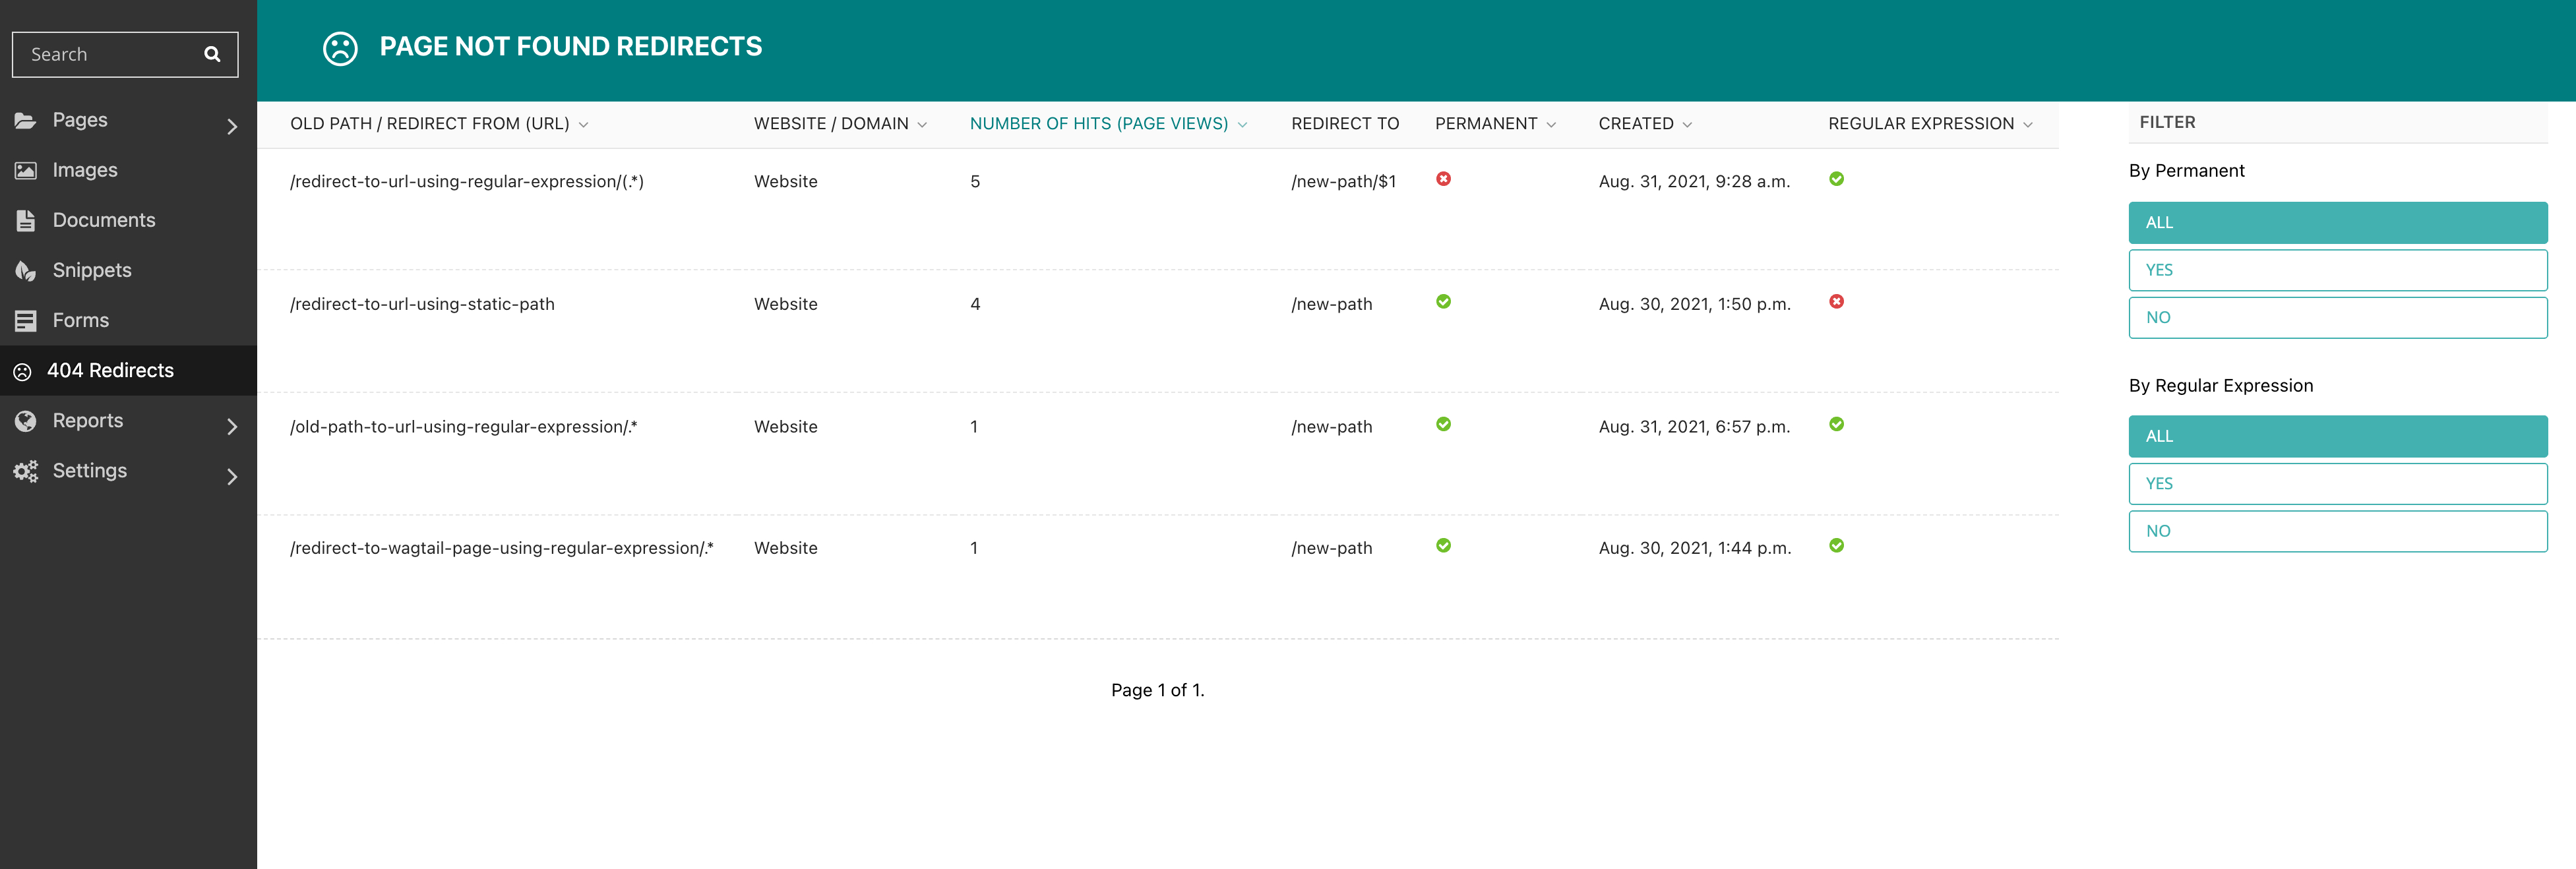 Search
Pages
Images
Documents
Snippets
Forms
404 Redirects
Reports
Settings
PAGE NOT FOUND REDIRECTS
OLD PATH / REDIRECT FROM (URL) WEBSITE / DOMAIN NUMBER OF HITS (PAGE VIEWS) REDIRECT TO PERMANENT CREATED REGULAR EXPRESSION
/redirect-to-url-using-regular-expression/(.*) Website 5 /new-path/$1 Aug. 31, 2021, 9:28 a.m.
/redirect-to-url-using-static-path Website 4 /new-path Aug. 30, 2021, 1:50 p.m.
/old-path-to-url-using-regular-expression/.* Website 1 /new-path Aug. 31, 2021, 6:57 p.m.
/redirect-to-wagtail-page-using-regular-expression/.* Website 1 /new-path Aug. 30, 2021, 1:44 p.m.
Page 1 of 1.
FILTER
By Permanent
ALL
YES
NO
By Regular Expression
ALL
YES
NO